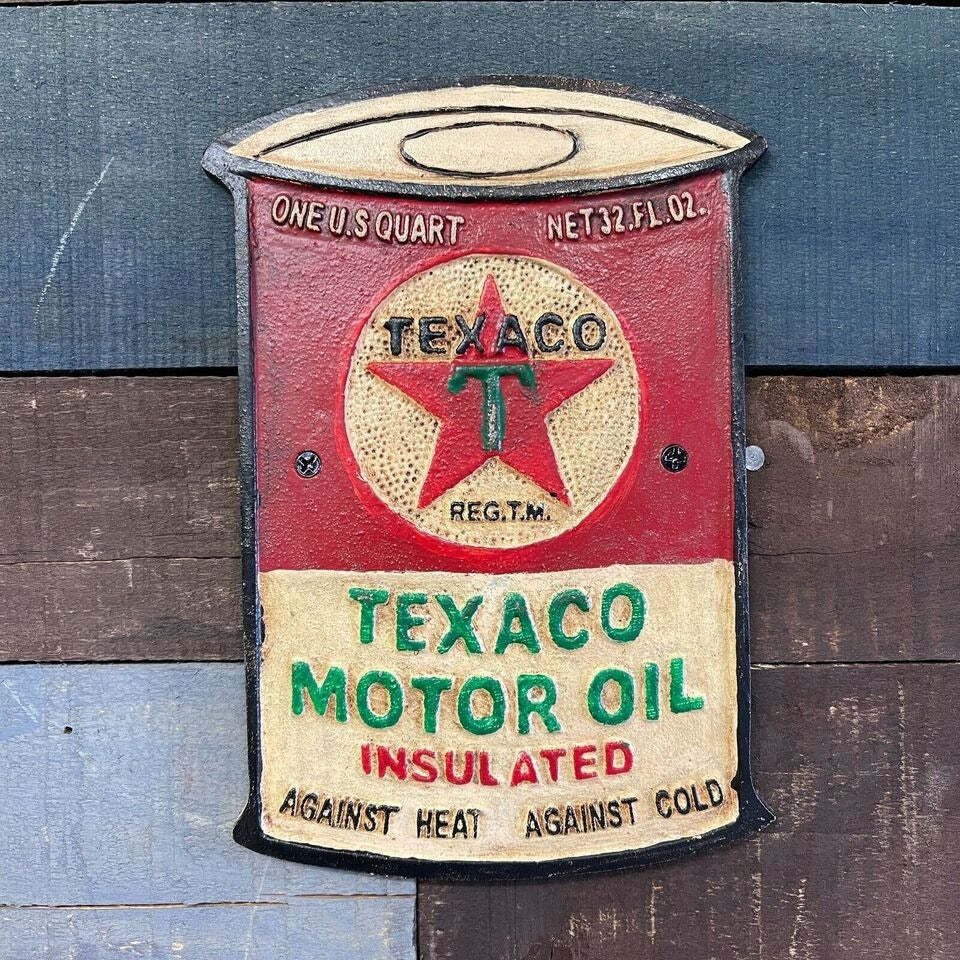 ONE U.S QUART NET 32.FL.OZ.
TEXACO
T
REG.T.M.
TEXACO
MOTOR OIL
INSULATED
AGAINST HEAT AGAINST COLD